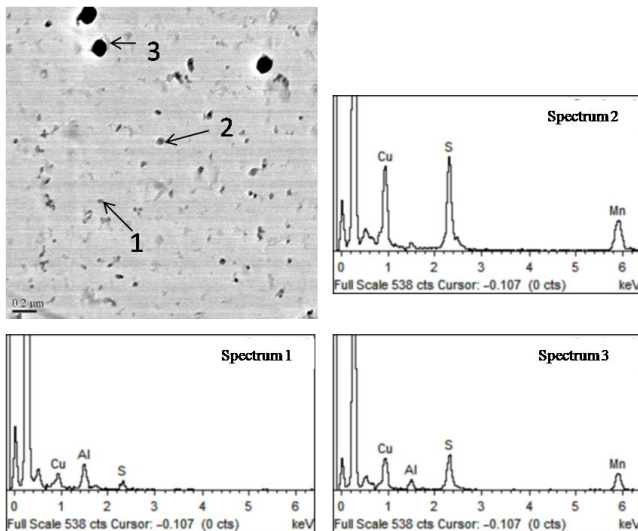 3
2
1
0.2 µm
Spectrum 2
Cu
S
Mn
0 1 2 3 4 5 6
Full Scale 538 cts Cursor: -0.107 (0 cts) keV
Spectrum 1
Cu
Al
S
0 1 2 3 4 5 6
Full Scale 538 cts Cursor: -0.107 (0 cts) keV
Spectrum 3
Cu
Al
S
Mn
0 1 2 3 4 5 6
Full Scale 538 cts Cursor: -0.107 (0 cts) keV